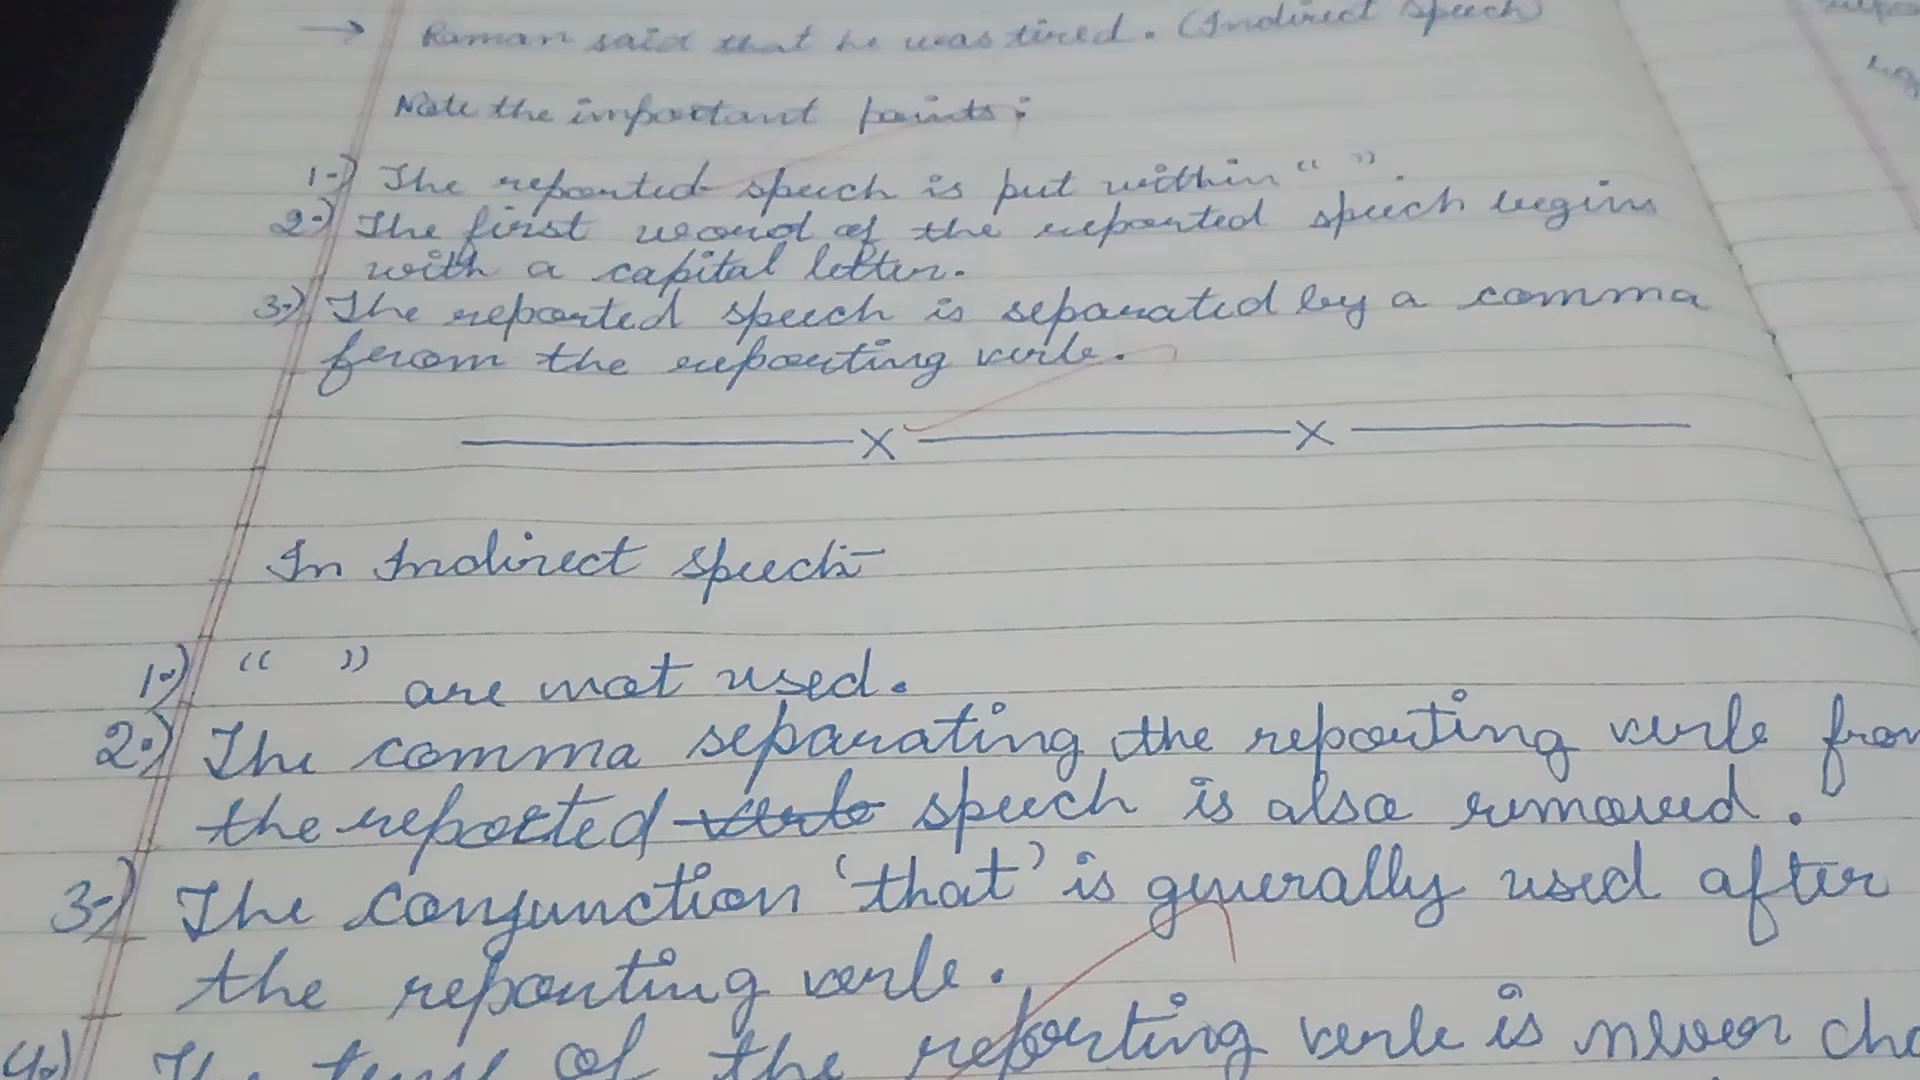 → Raman said that he was tired. (Indirect speech)
Note the important points:
1-) The reported speech is put within “ ”.
2-) The first word of the reported speech begins
with a capital letter.
3-) The reported speech is separated by a comma
from the reporting verb.
In Indirect speech-
1-) “ ” are not used.
2-) The comma separating the reporting verb from
the reported speech is also removed.
3-) The conjunction ‘that’ is generally used after
the reporting verb.
4-) The tense of the reporting verb is never cha